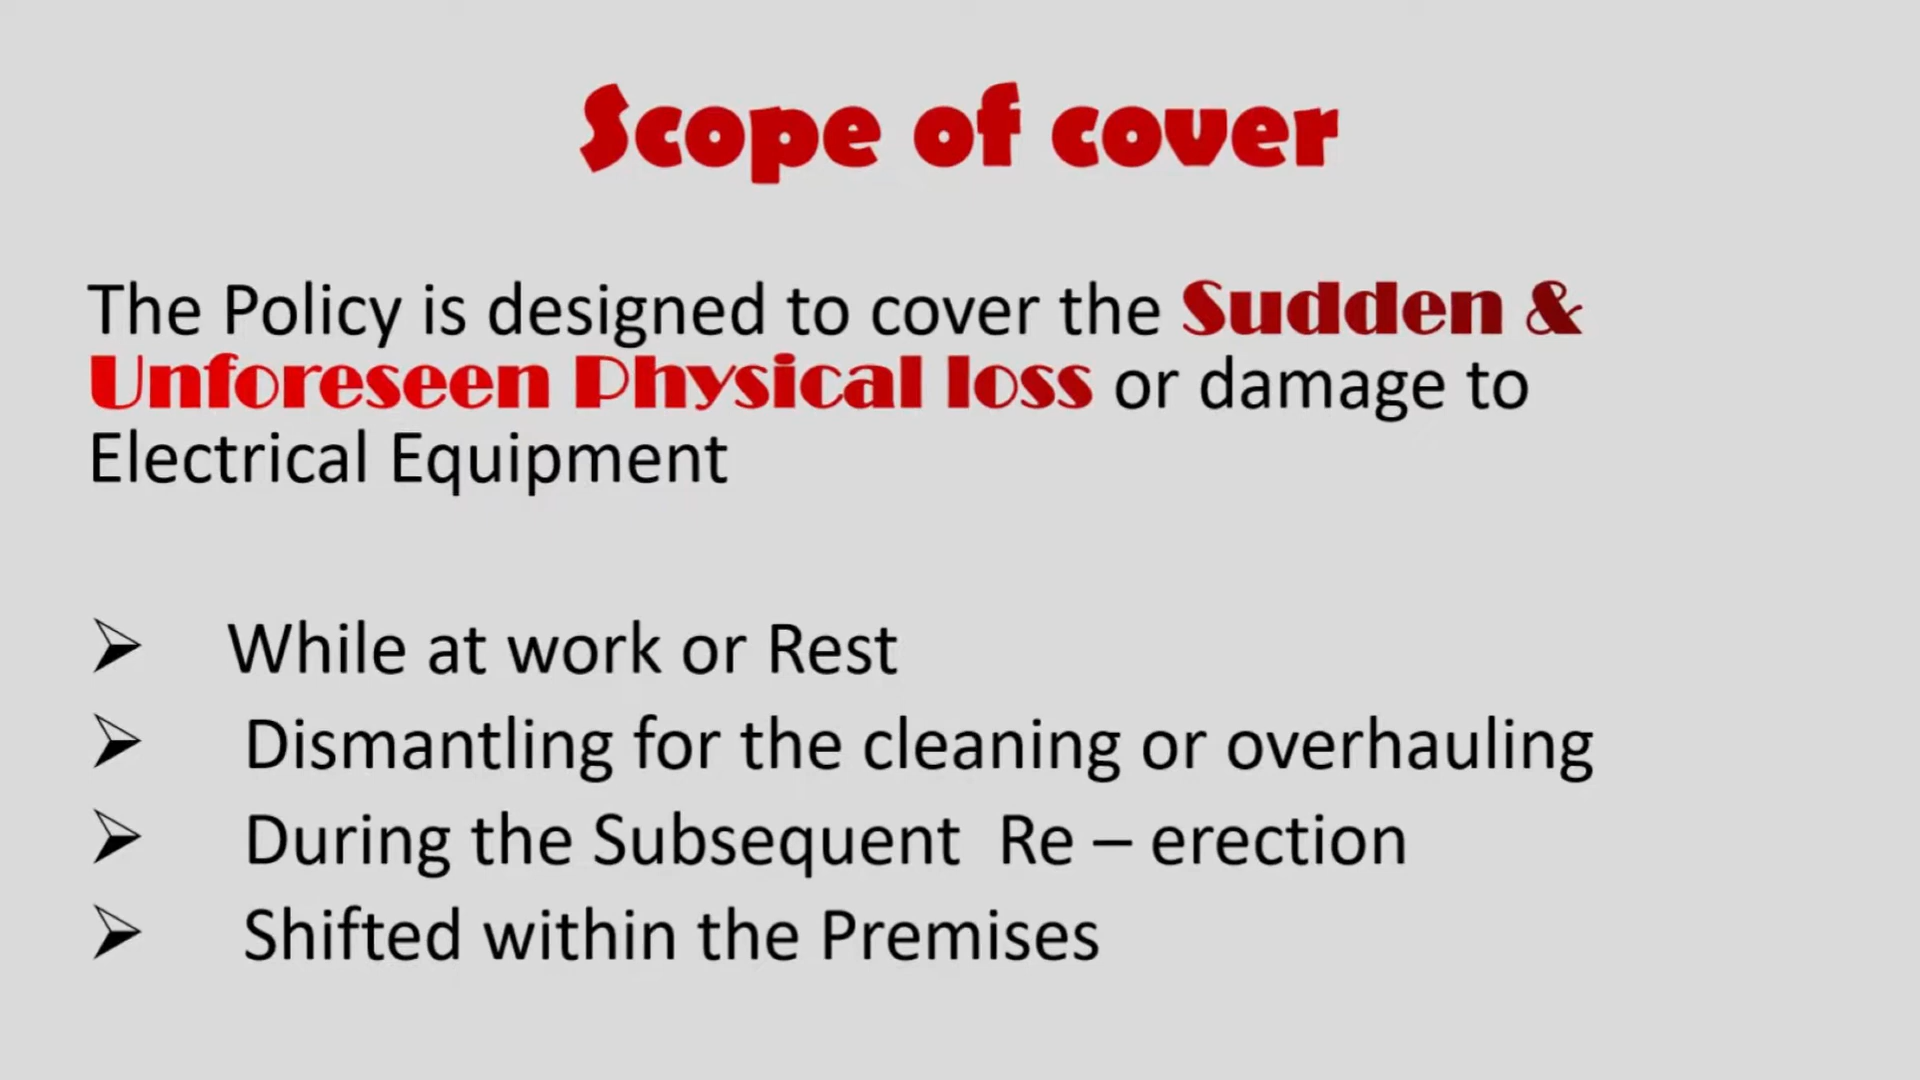 Scope of cover
The Policy is designed to cover the Sudden &
Unforeseen Physical loss or damage to
Electrical Equipment
➢ While at work or Rest
➢ Dismantling for the cleaning or overhauling
➢ During the Subsequent Re – erection
➢ Shifted within the Premises